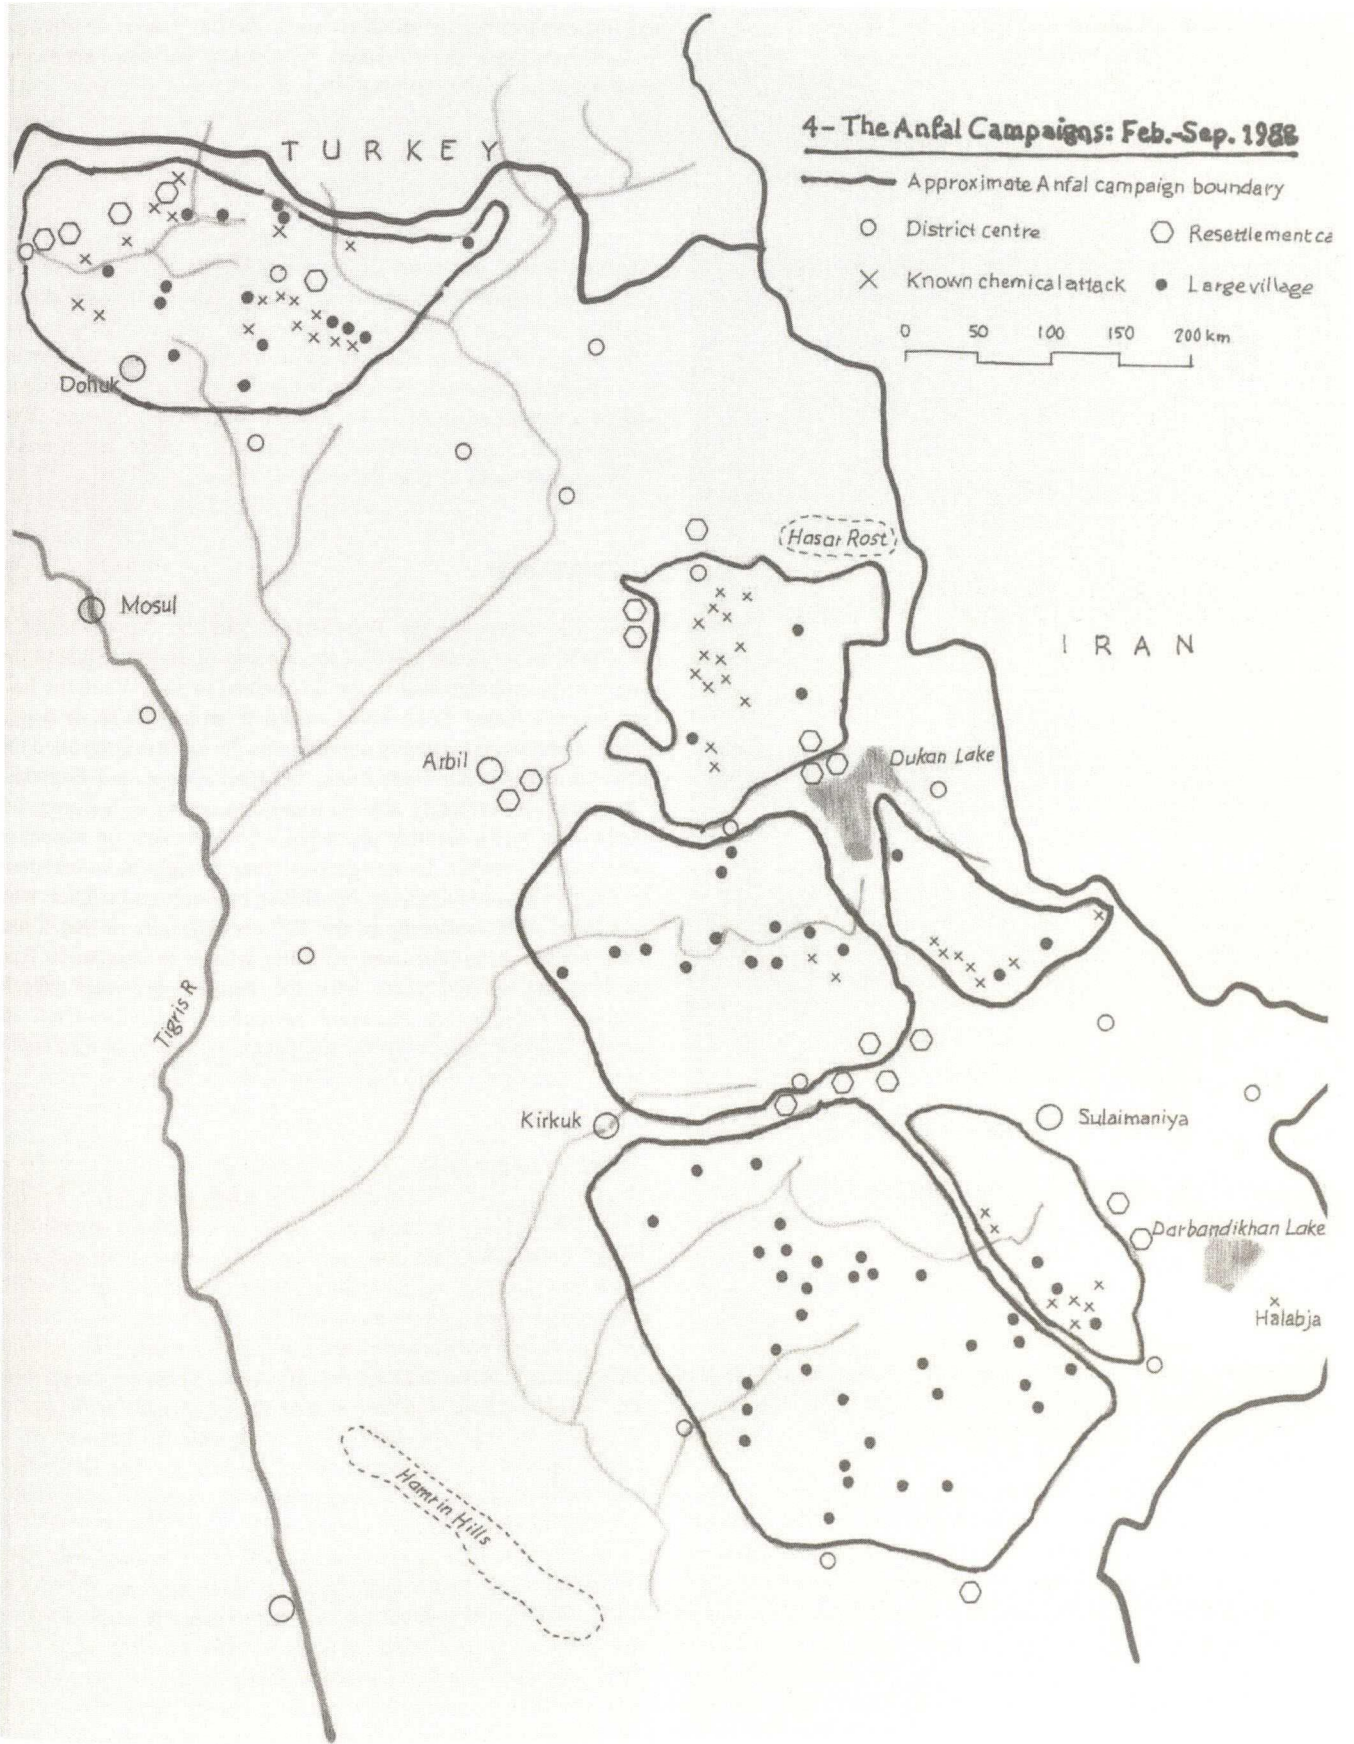 4- The Anfal Campaigns: Feb.-Sep. 1988
TURKEY
Approximate Anfal campaign boundary
District centre
Resettlement ca
Known chemical attack
Large village
0 50 100 150 200 km
Dohuk
Hasar Rost
Mosul
IRAN
Arbil
Dukan Lake
Tigris R
Kirkuk
Sulaimaniya
Darbandikhan Lake
Halabja
Hamrin Hills